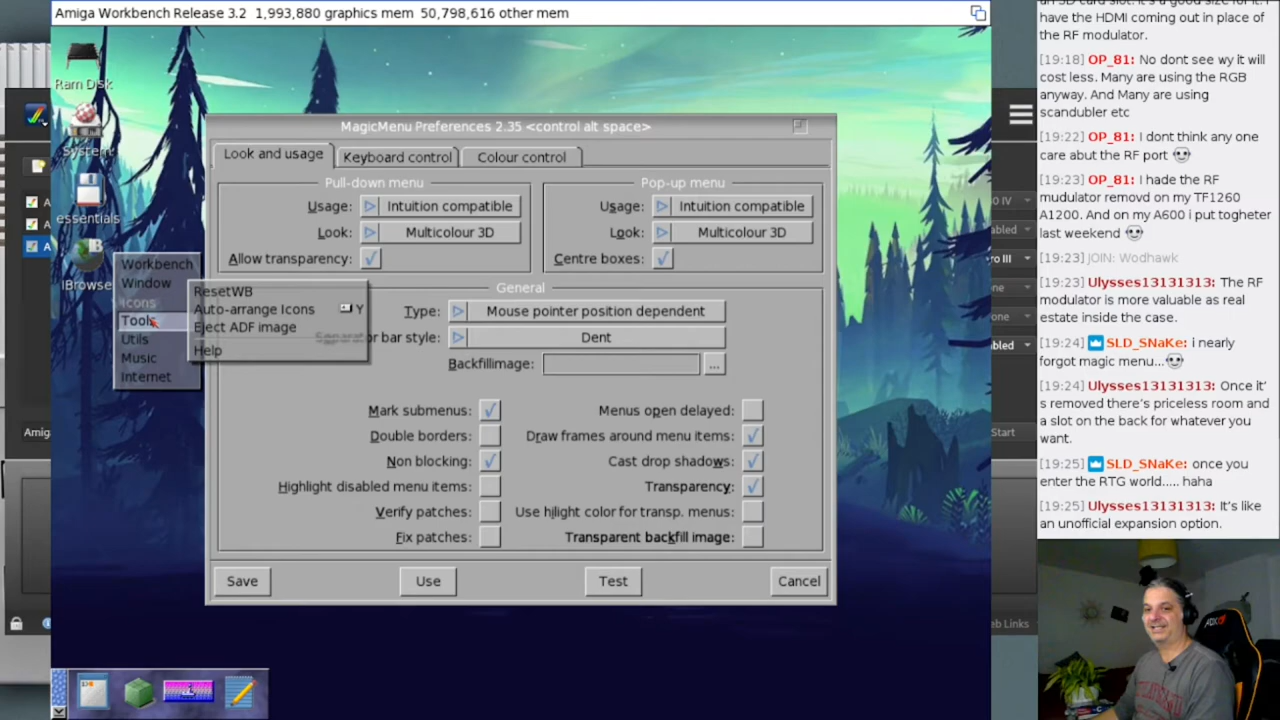 Amiga Workbench Release 3.2 1,993,880 graphics mem 50,798,616 other mem
Ram Disk
System
essentials
IBrowse
Workbench
Window
Icons
Tools
Utils
Music
Internet
ResetWB
Auto-arrange Icons Y
Eject ADF image
Help
MagicMenu Preferences 2.35 <control alt space>
Look and usage
Keyboard control
Colour control
Pull-down menu
Usage: Intuition compatible
Look: Multicolour 3D
Allow transparency:
Pop-up menu
Usage: Intuition compatible
Look: Multicolour 3D
Centre boxes:
General
Type: Mouse pointer position dependent
Separator bar style: Dent
Backfillimage: ...
Mark submenus:
Double borders:
Non blocking:
Highlight disabled menu items:
Verify patches:
Fix patches:
Menus open delayed:
Draw frames around menu items:
Cast drop shadows:
Transparency:
Use hilight color for transp. menus:
Transparent backfill image:
Save
Use
Test
Cancel
Amiga
Start
eb Links
have the HDMI coming out in place of
the RF modulator.
[19:18] OP_81: No dont see wy it will
cost less. Many are using the RGB
anyway. And Many are using
scandubler etc
[19:22] OP_81: I dont think any one
care abut the RF port
[19:23] OP_81: I hade the RF
mudulator removd on my TF1260
A1200. And on my A600 i put togheter
last weekend
[19:23] JOIN: Wodhawk
[19:23] Ulysses13131313: The RF
modulator is more valuable as real
estate inside the case.
[19:24] SLD_SNaKe: i nearly
forgot magic menu...
[19:24] Ulysses13131313: Once it'
s removed there's priceless room and
a slot on the back for whatever you
want.
[19:25] SLD_SNaKe: once you
enter the RTG world..... haha
[19:25] Ulysses13131313: It's like
an unofficial expansion option.